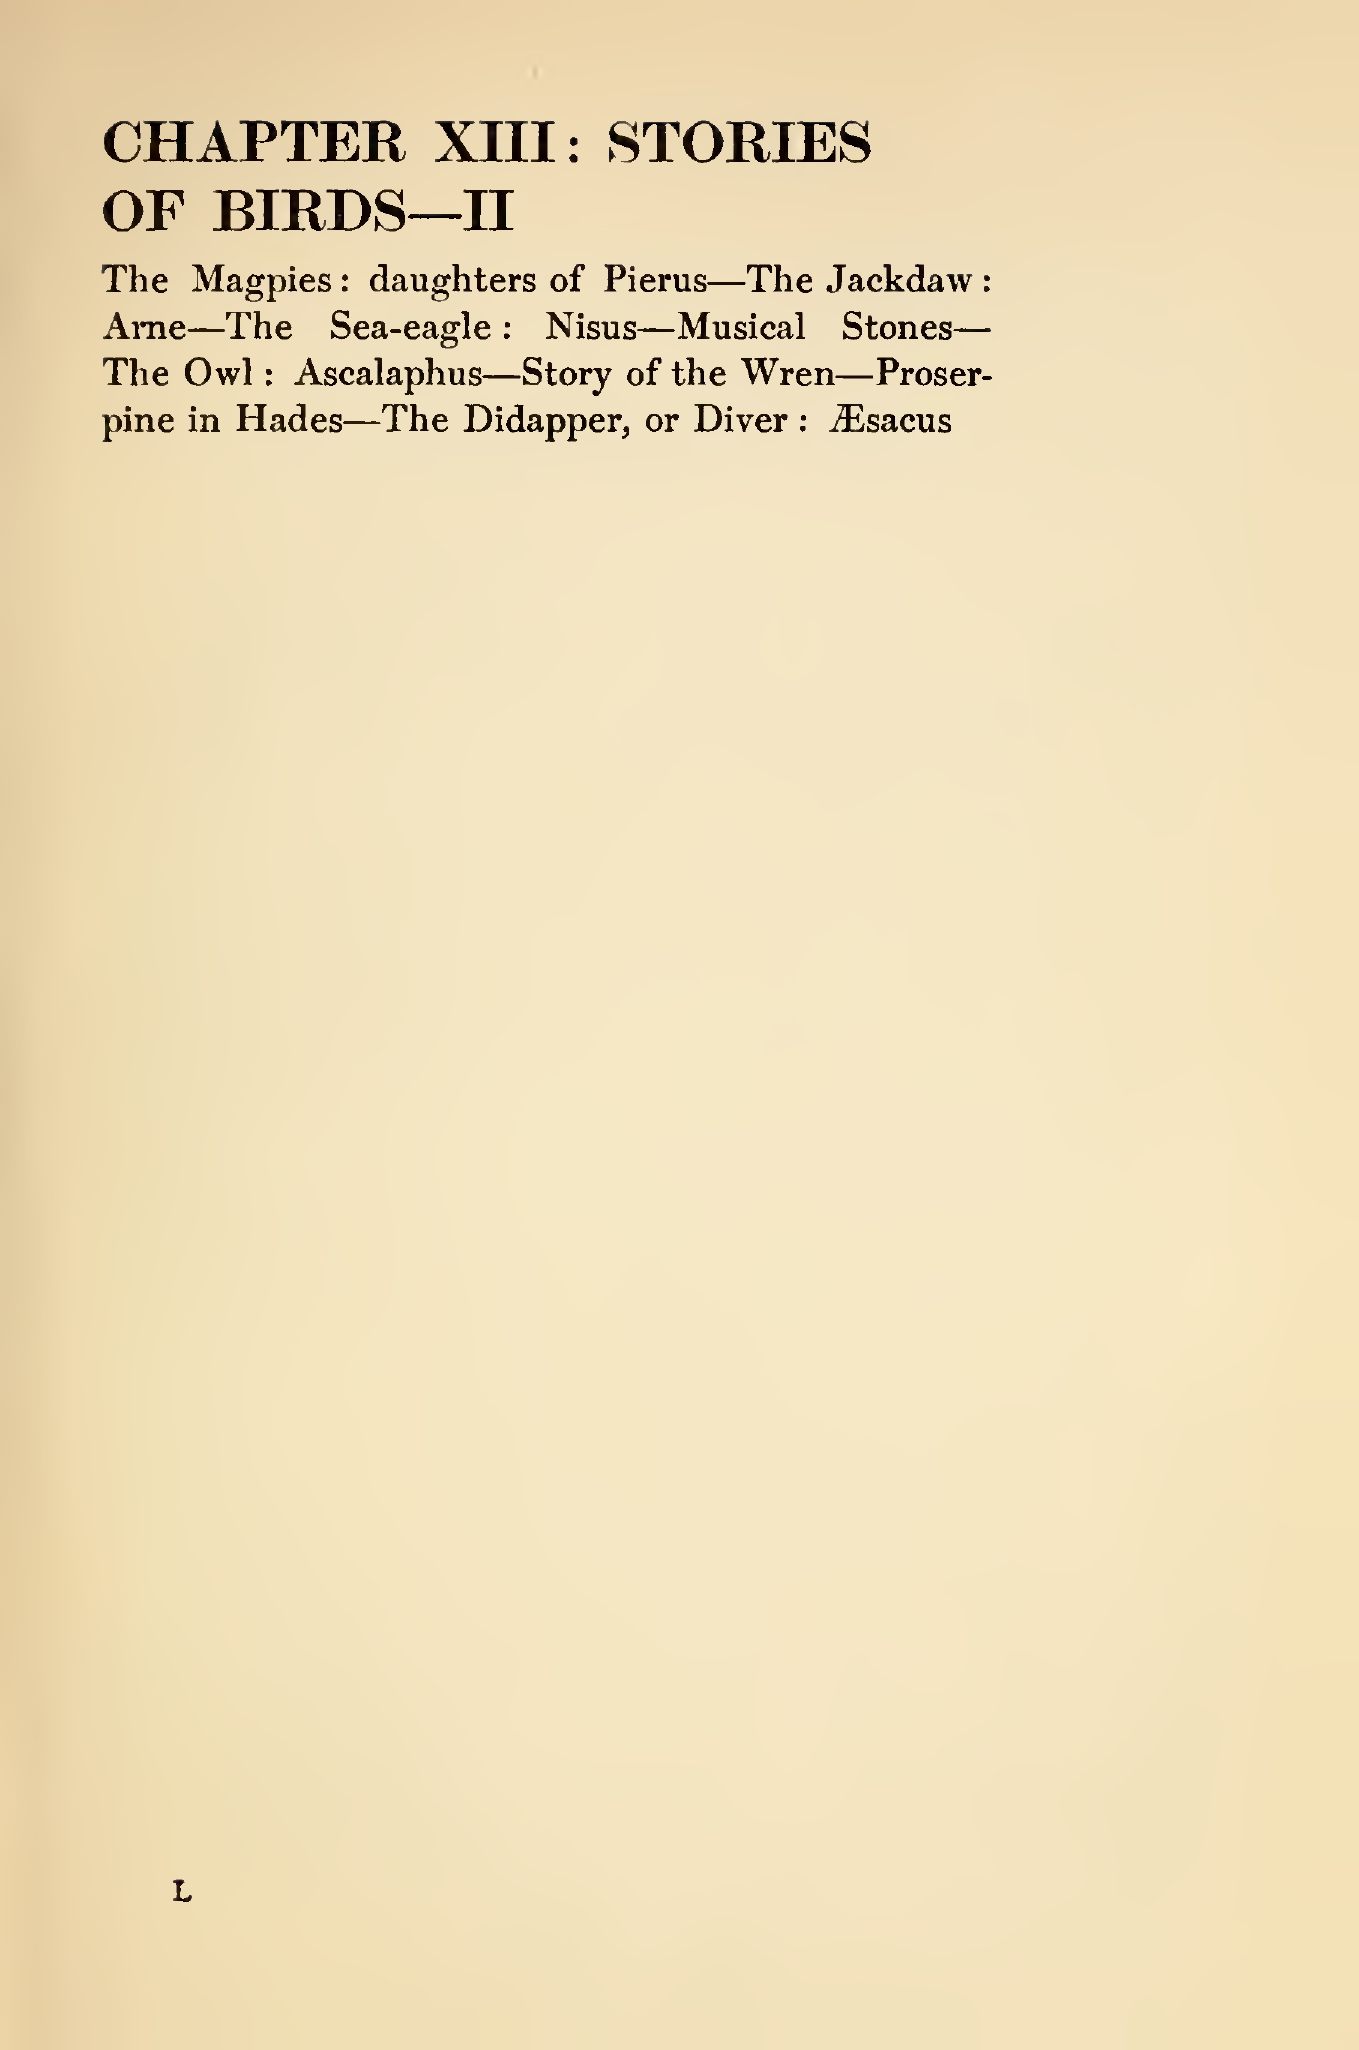 CHAPTER XIII: STORIES
OF BIRDS—II
The Magpies: daughters of Pierus—The Jackdaw:
Arne—The Sea-eagle: Nisus—Musical Stones—
The Owl: Ascalaphus—Story of the Wren—Proser-
pine in Hades—The Didapper, or Diver: Æsacus
L